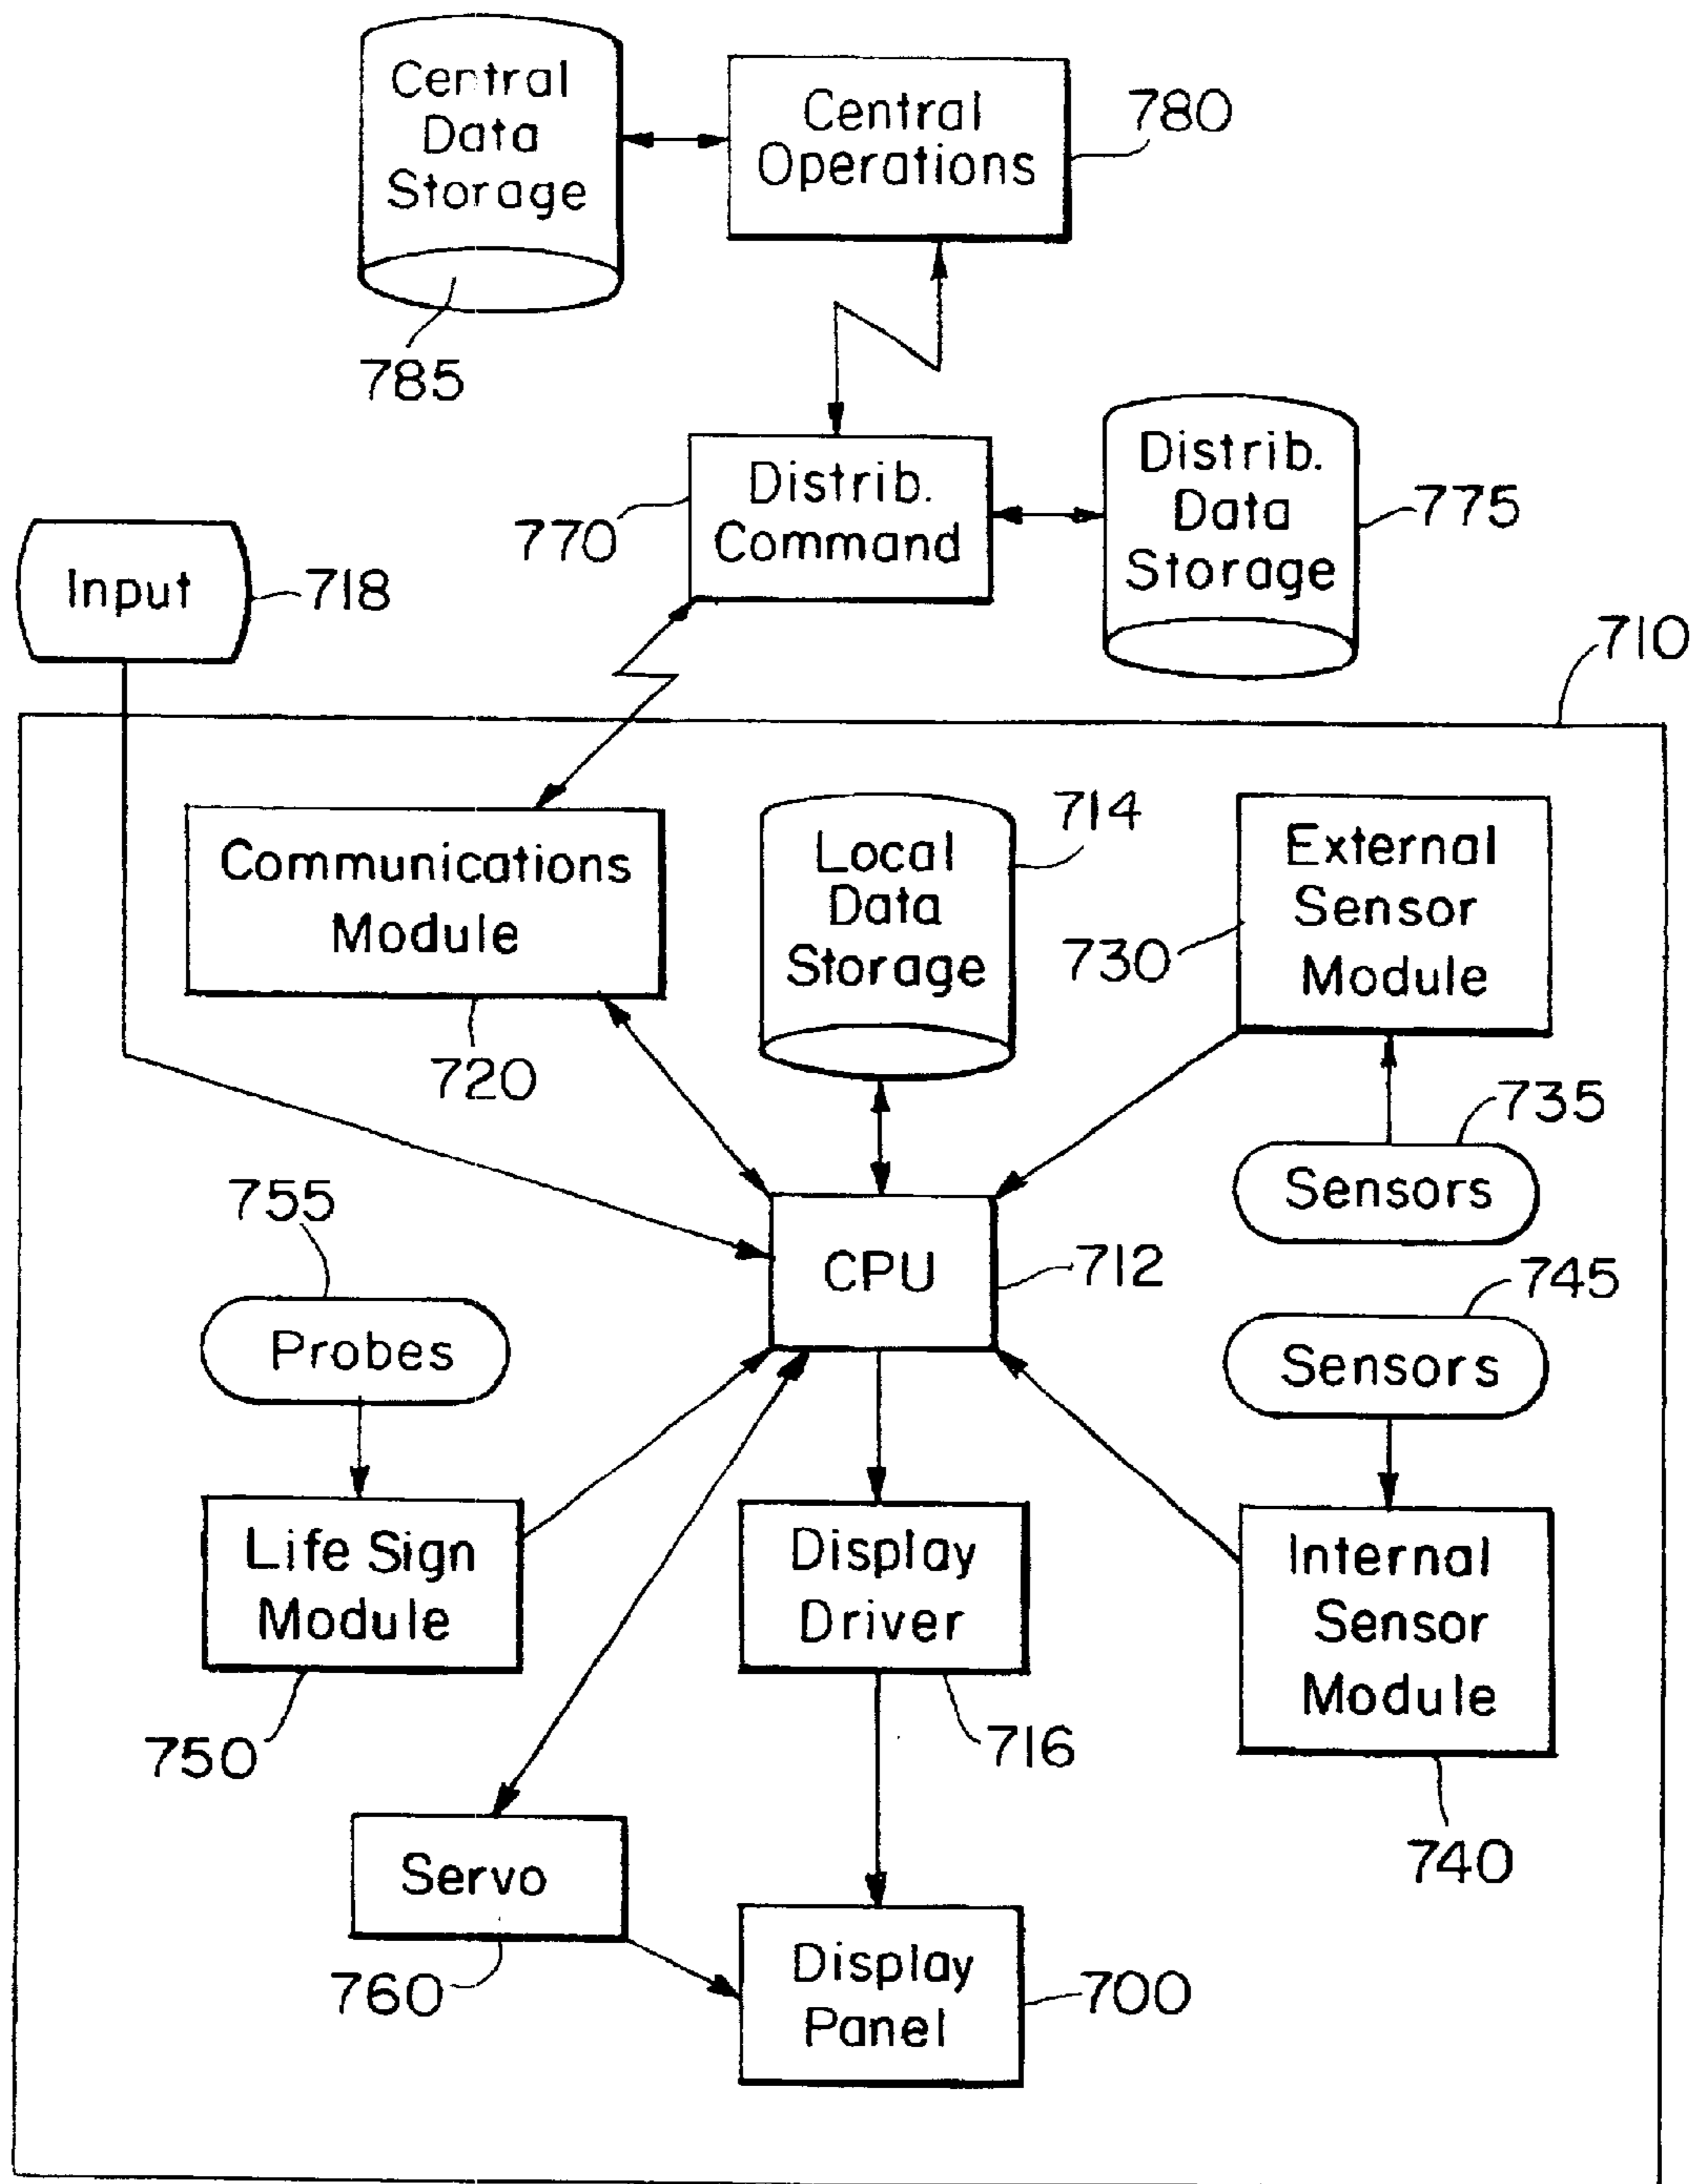 Central
Data
Storage
785
Central
Operations
780
Distrib.
Command
770
Distrib.
Data
Storage
775
Input
718
710
Communications
Module
720
Local
Data
Storage
714
External
Sensor
Module
730
735
Sensors
755
Probes
CPU
712
745
Sensors
Life Sign
Module
750
Display
Driver
716
Internal
Sensor
Module
740
Servo
760
Display
Panel
700